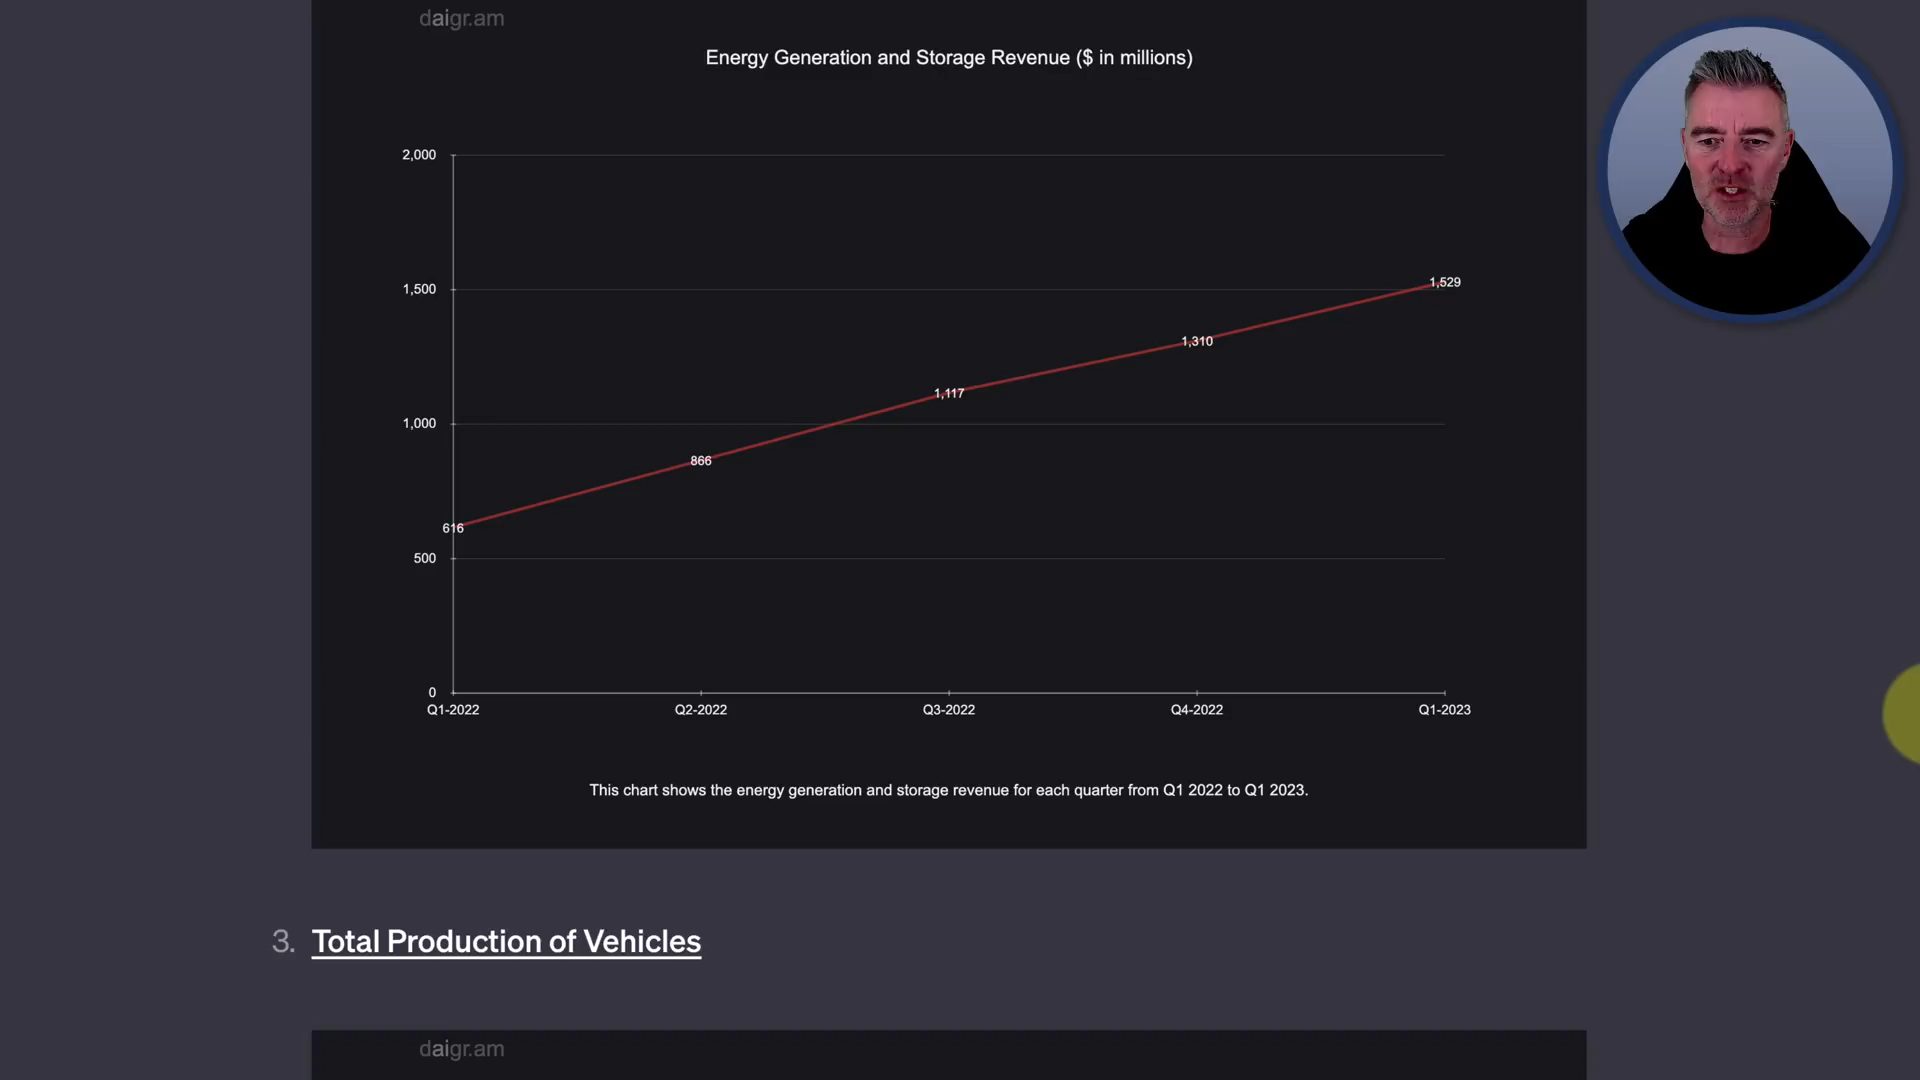 daigr.am
Energy Generation and Storage Revenue ($ in millions)
2,000
1,500
1,000
500
0
616
866
1,117
1,310
1,529
Q1-2022 Q2-2022 Q3-2022 Q4-2022 Q1-2023
This chart shows the energy generation and storage revenue for each quarter from Q1 2022 to Q1 2023.
3. Total Production of Vehicles
daigr.am